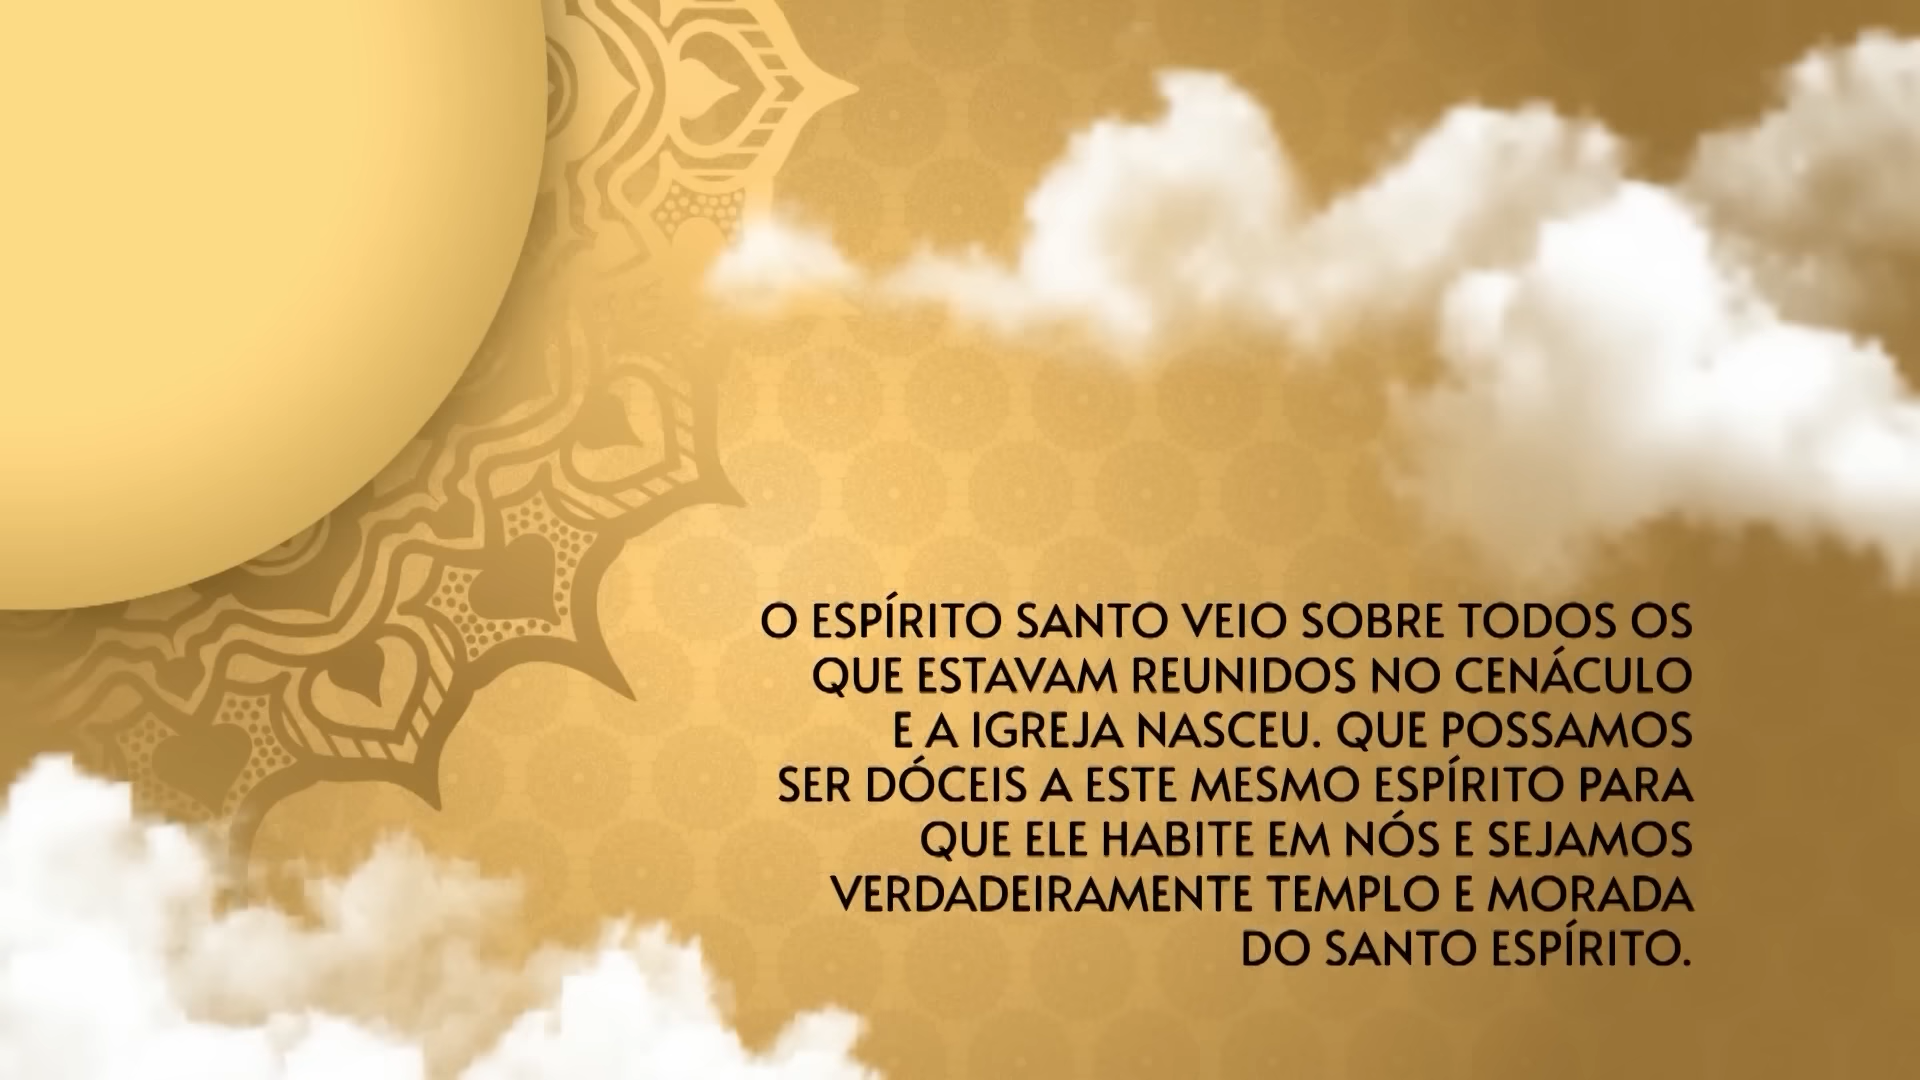 O ESPÍRITO SANTO VEIO SOBRE TODOS OS
QUE ESTAVAM REUNIDOS NO CENÁCULO
E A IGREJA NASCEU. QUE POSSAMOS
SER DÓCEIS A ESTE MESMO ESPÍRITO PARA
QUE ELE HABITE EM NÓS E SEJAMOS
VERDADEIRAMENTE TEMPLO E MORADA
DO SANTO ESPÍRITO.